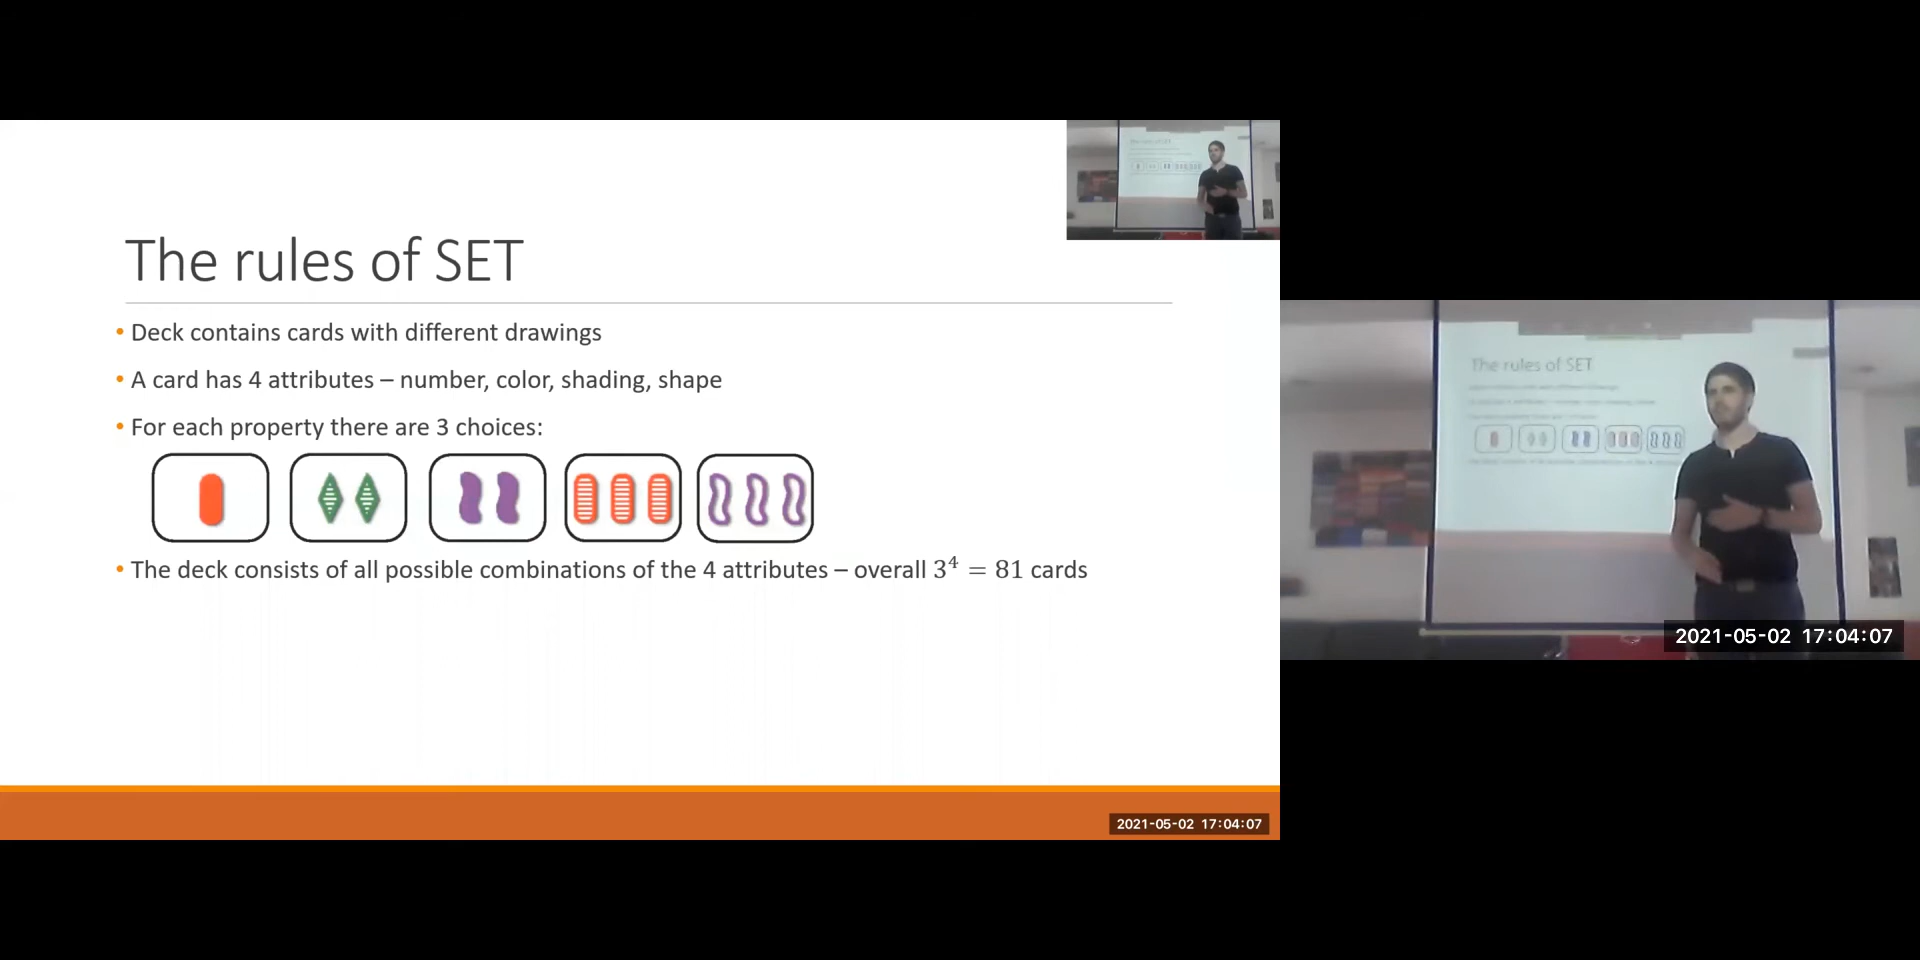 The rules of SET
• Deck contains cards with different drawings
• A card has 4 attributes – number, color, shading, shape
• For each property there are 3 choices:
• The deck consists of all possible combinations of the 4 attributes – overall 3⁴ = 81 cards
2021-05-02 17:04:07
The rules of SET
2021-05-02 17:04:07